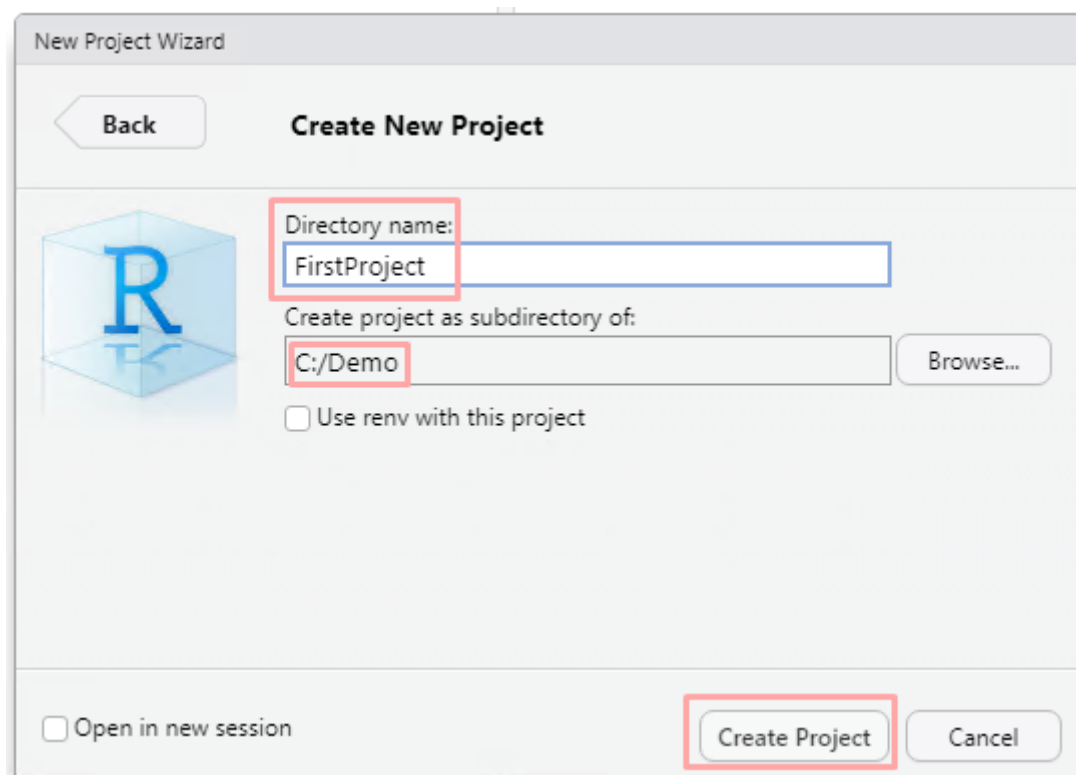 New Project Wizard
Back
Create New Project
Directory name:
FirstProject
Create project as subdirectory of:
C:/Demo
Browse...
Use renv with this project
Open in new session
Create Project
Cancel